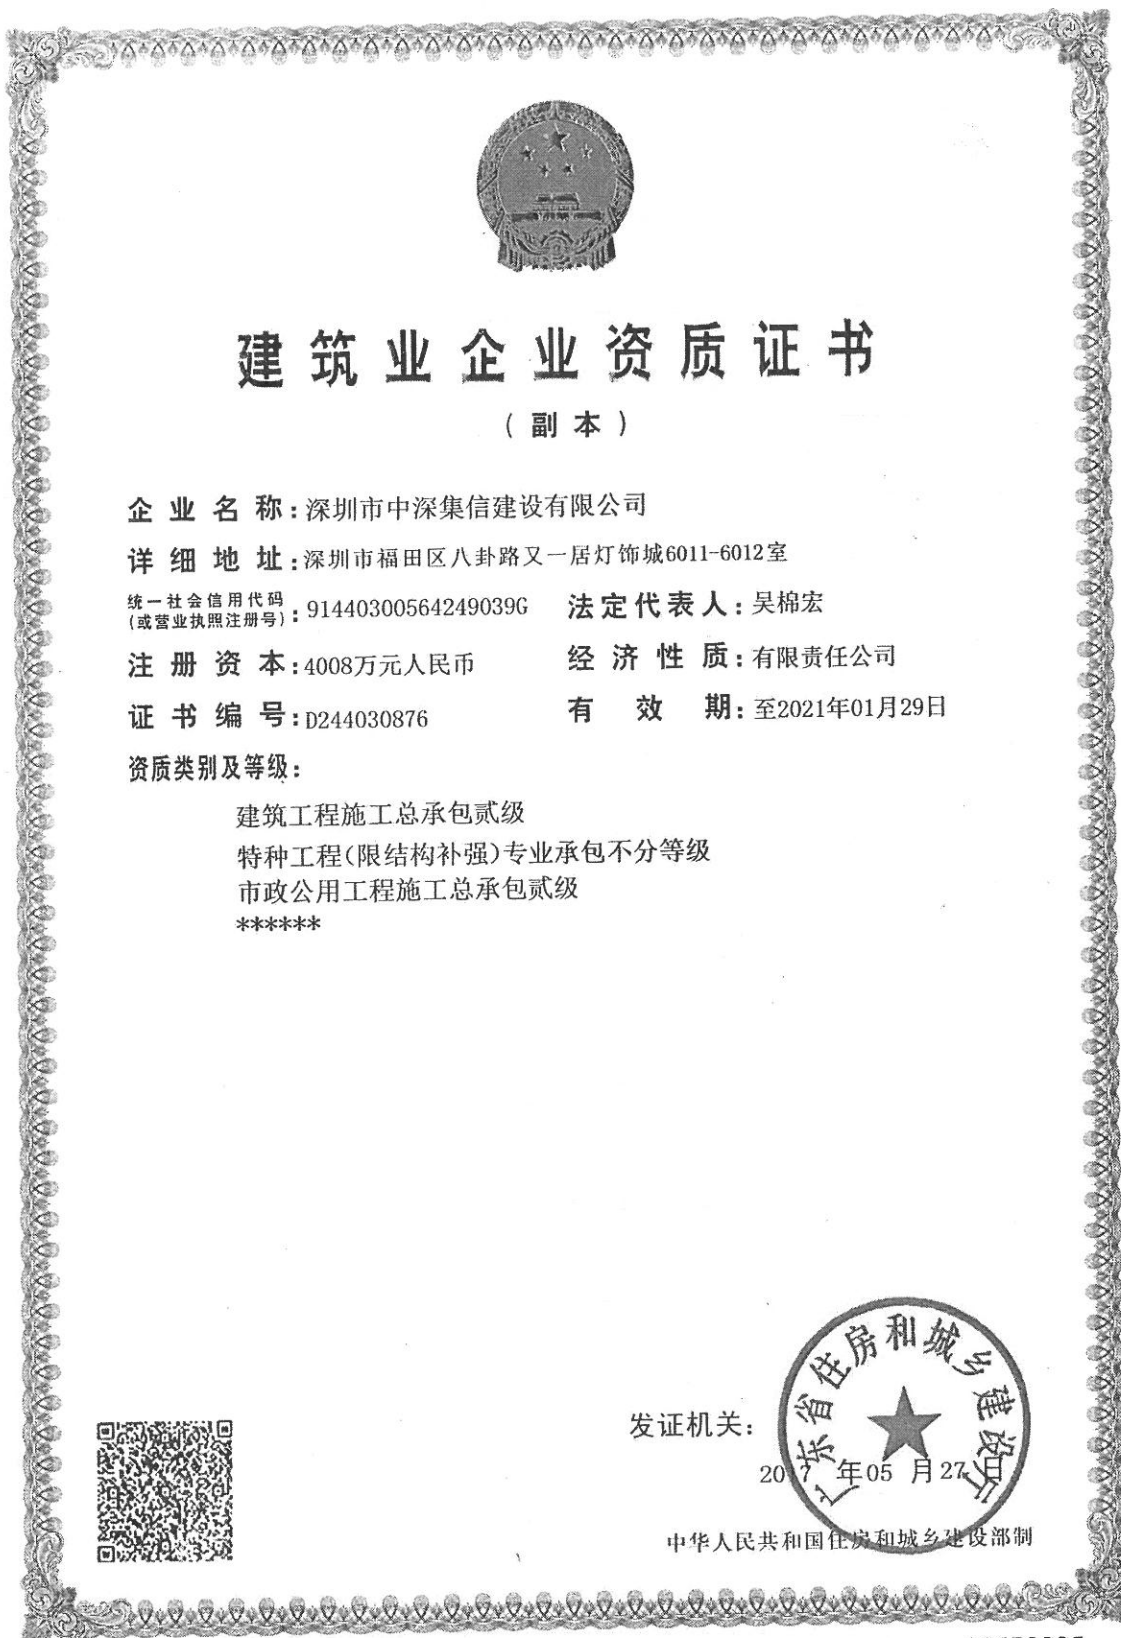 建筑业企业资质证书
(副本)
企业名称:深圳市中深集信建设有限公司
详细地址:深圳市福田区八卦路又一居灯饰城6011-6012室
统一社会信用代码
(或营业执照注册号):91440300564249039G 法定代表人:吴棉宏
注册资本:4008万元人民币 经济性质:有限责任公司
证书编号:D244030876 有效期:至2021年01月29日
资质类别及等级:
建筑工程施工总承包贰级
特种工程(限结构补强)专业承包不分等级
市政公用工程施工总承包贰级
******
广东省住房和城乡建设厅
发证机关:
2017 年05 月27日
中华人民共和国住房和城乡建设部制